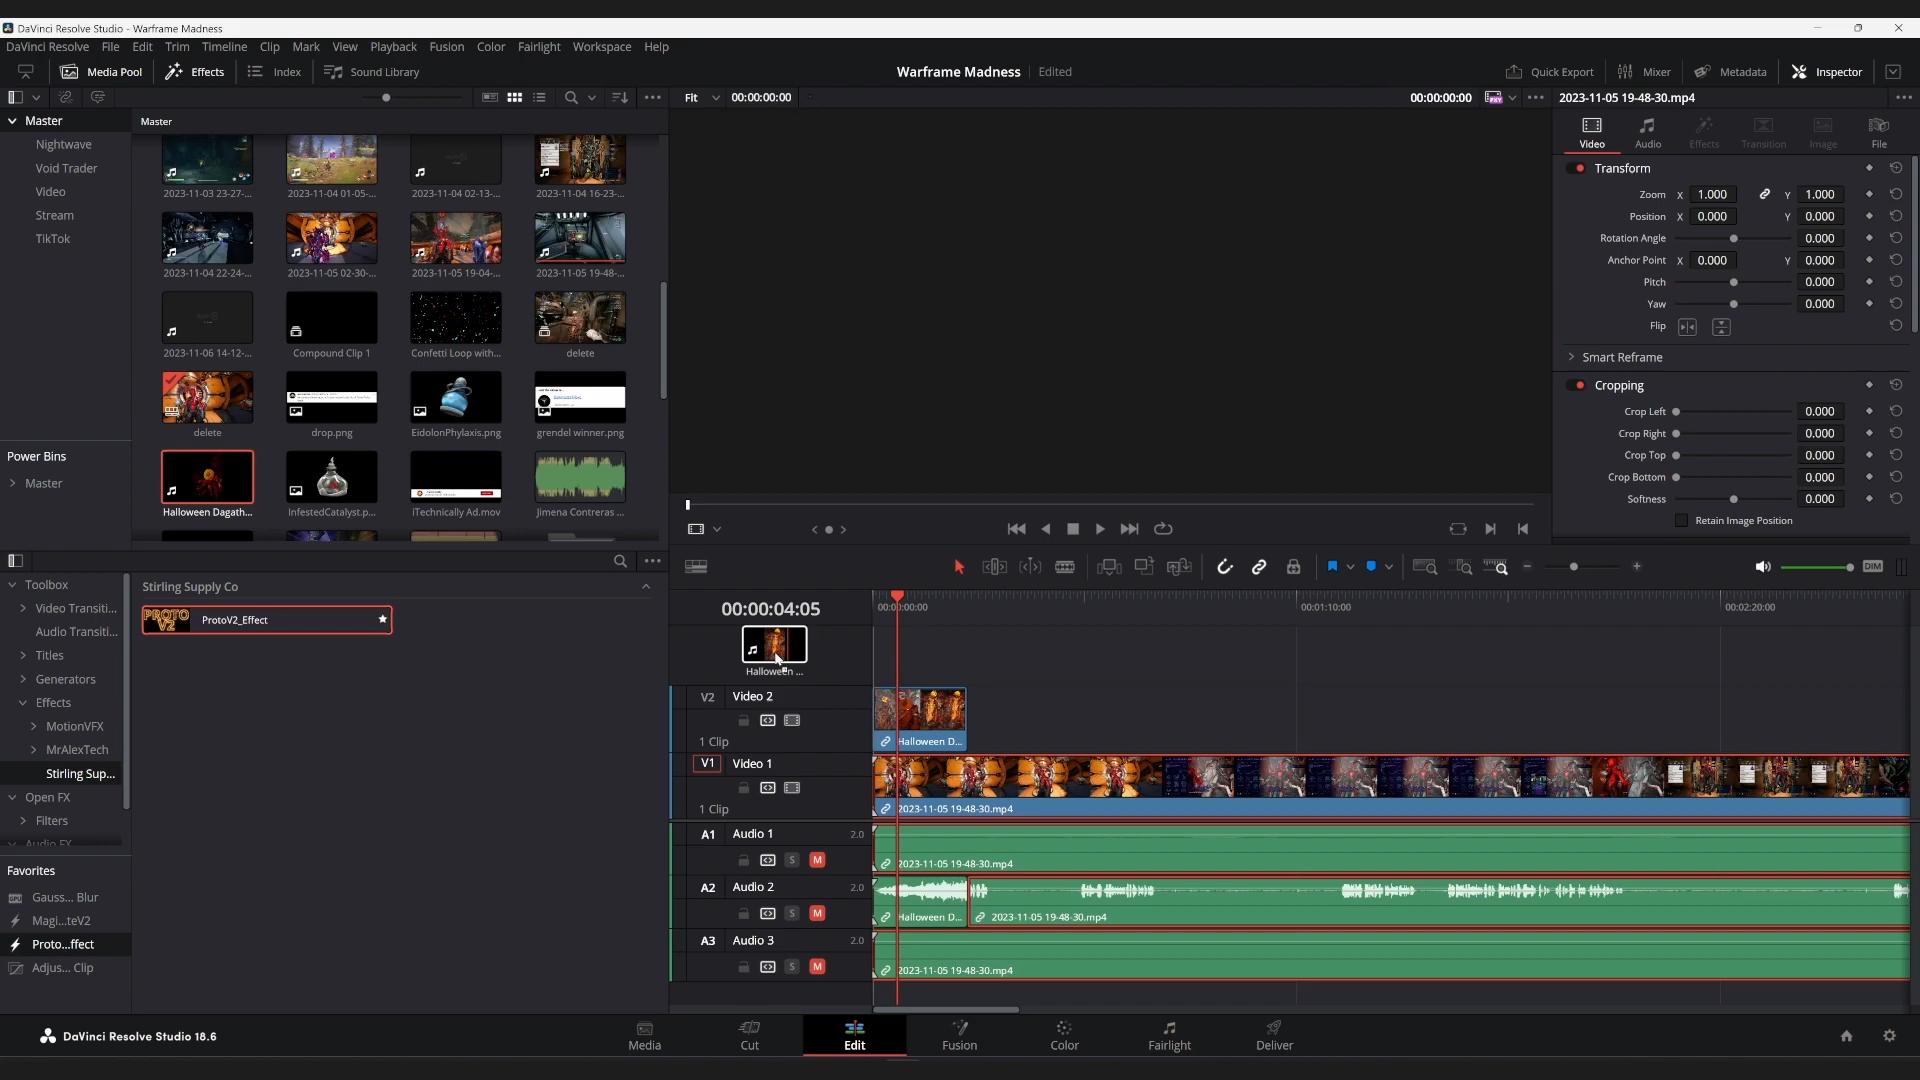 DaVinci Resolve Studio - Warframe Madness
DaVinci Resolve File Edit Trim Timeline Clip Mark View Playback Fusion Color Fairlight Workspace Help
Media Pool Effects Index Sound Library Warframe Madness Edited Quick Export Mixer Metadata Inspector
Fit 00:00:00:00 00:00:00:00 2023-11-05 19-48-30.mp4
Master
Nightwave
Void Trader
Video
Stream
TikTok
Power Bins
Master
Master
2023-11-03 23-27-... 2023-11-04 01-05-... 2023-11-04 02-13-... 2023-11-04 16-23-...
2023-11-04 22-24-... 2023-11-05 02-30-... 2023-11-05 19-04-... 2023-11-05 19-48-...
2023-11-06 14-12-... Compound Clip 1 Confetti Loop with... delete
delete drop.png EidolonPhylaxis.png grendel winner.png
Halloween Dagath... InfestedCatalyst.p... iTechnically Ad.mov Jimena Contreras ...
Video Audio Effects Transition Image File
Transform
Zoom X 1.000 Y 1.000
Position X 0.000 Y 0.000
Rotation Angle 0.000
Anchor Point X 0.000 Y 0.000
Pitch 0.000
Yaw 0.000
Flip
Smart Reframe
Cropping
Crop Left 0.000
Crop Right 0.000
Crop Top 0.000
Crop Bottom 0.000
Softness 0.000
Retain Image Position
Toolbox
Video Transiti...
Audio Transiti...
Titles
Generators
Effects
MotionVFX
MrAlexTech
Stirling Sup...
Open FX
Filters
Audio FX
Favorites
Gauss... Blur
Magi...teV2
Proto...ffect
Adjus... Clip
Stirling Supply Co
PROTO V2 ProtoV2_Effect
DIM
00:00:04:05 00:00:00:00 00:01:10:00 00:02:20:00
Halloween ...
V2 Video 2
1 Clip Halloween D...
V1 Video 1
1 Clip 2023-11-05 19-48-30.mp4
A1 Audio 1 2.0
S M 2023-11-05 19-48-30.mp4
A2 Audio 2 2.0
S M Halloween D... 2023-11-05 19-48-30.mp4
A3 Audio 3 2.0
S M 2023-11-05 19-48-30.mp4
DaVinci Resolve Studio 18.6 Media Cut Edit Fusion Color Fairlight Deliver